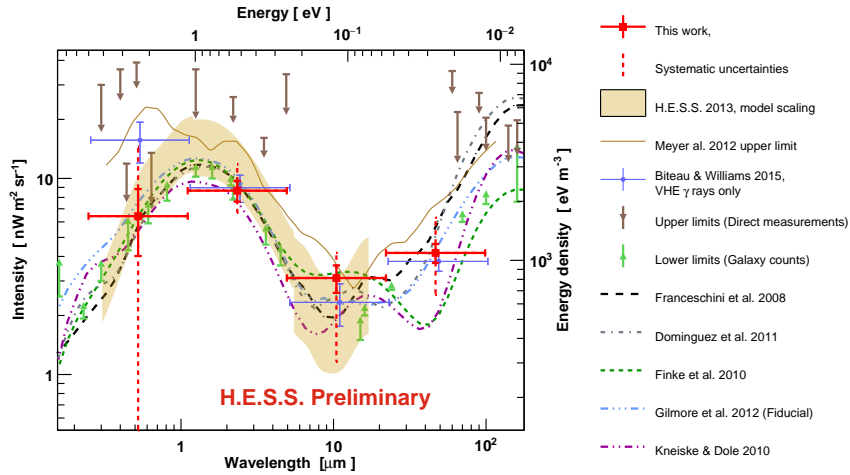 Energy [ eV ]
1
10⁻¹
10⁻²
Intensity [ nW m² sr⁻¹ ]
10
1
Energy density [ eV m⁻³ ]
10⁴
10³
H.E.S.S. Preliminary
1
10
10²
Wavelength [μm ]
This work,
Systematic uncertainties
H.E.S.S. 2013, model scaling
Meyer et al. 2012 upper limit
Biteau & Williams 2015,
VHE γ rays only
Upper limits (Direct measurements)
Lower limits (Galaxy counts)
Franceschini et al. 2008
Dominguez et al. 2011
Finke et al. 2010
Gilmore et al. 2012 (Fiducial)
Kneiske & Dole 2010